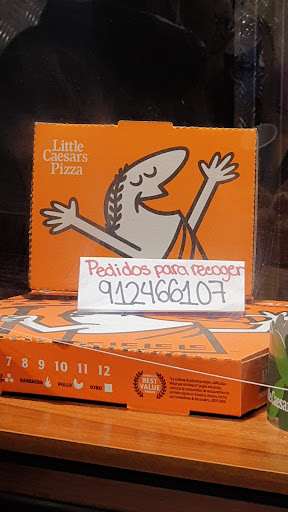 Little
Caesars
Pizza
Pedidos para recoger
912466107
7 8 9 10 11 12
BARBACOA POLLO OTRO
BEST
VALUE